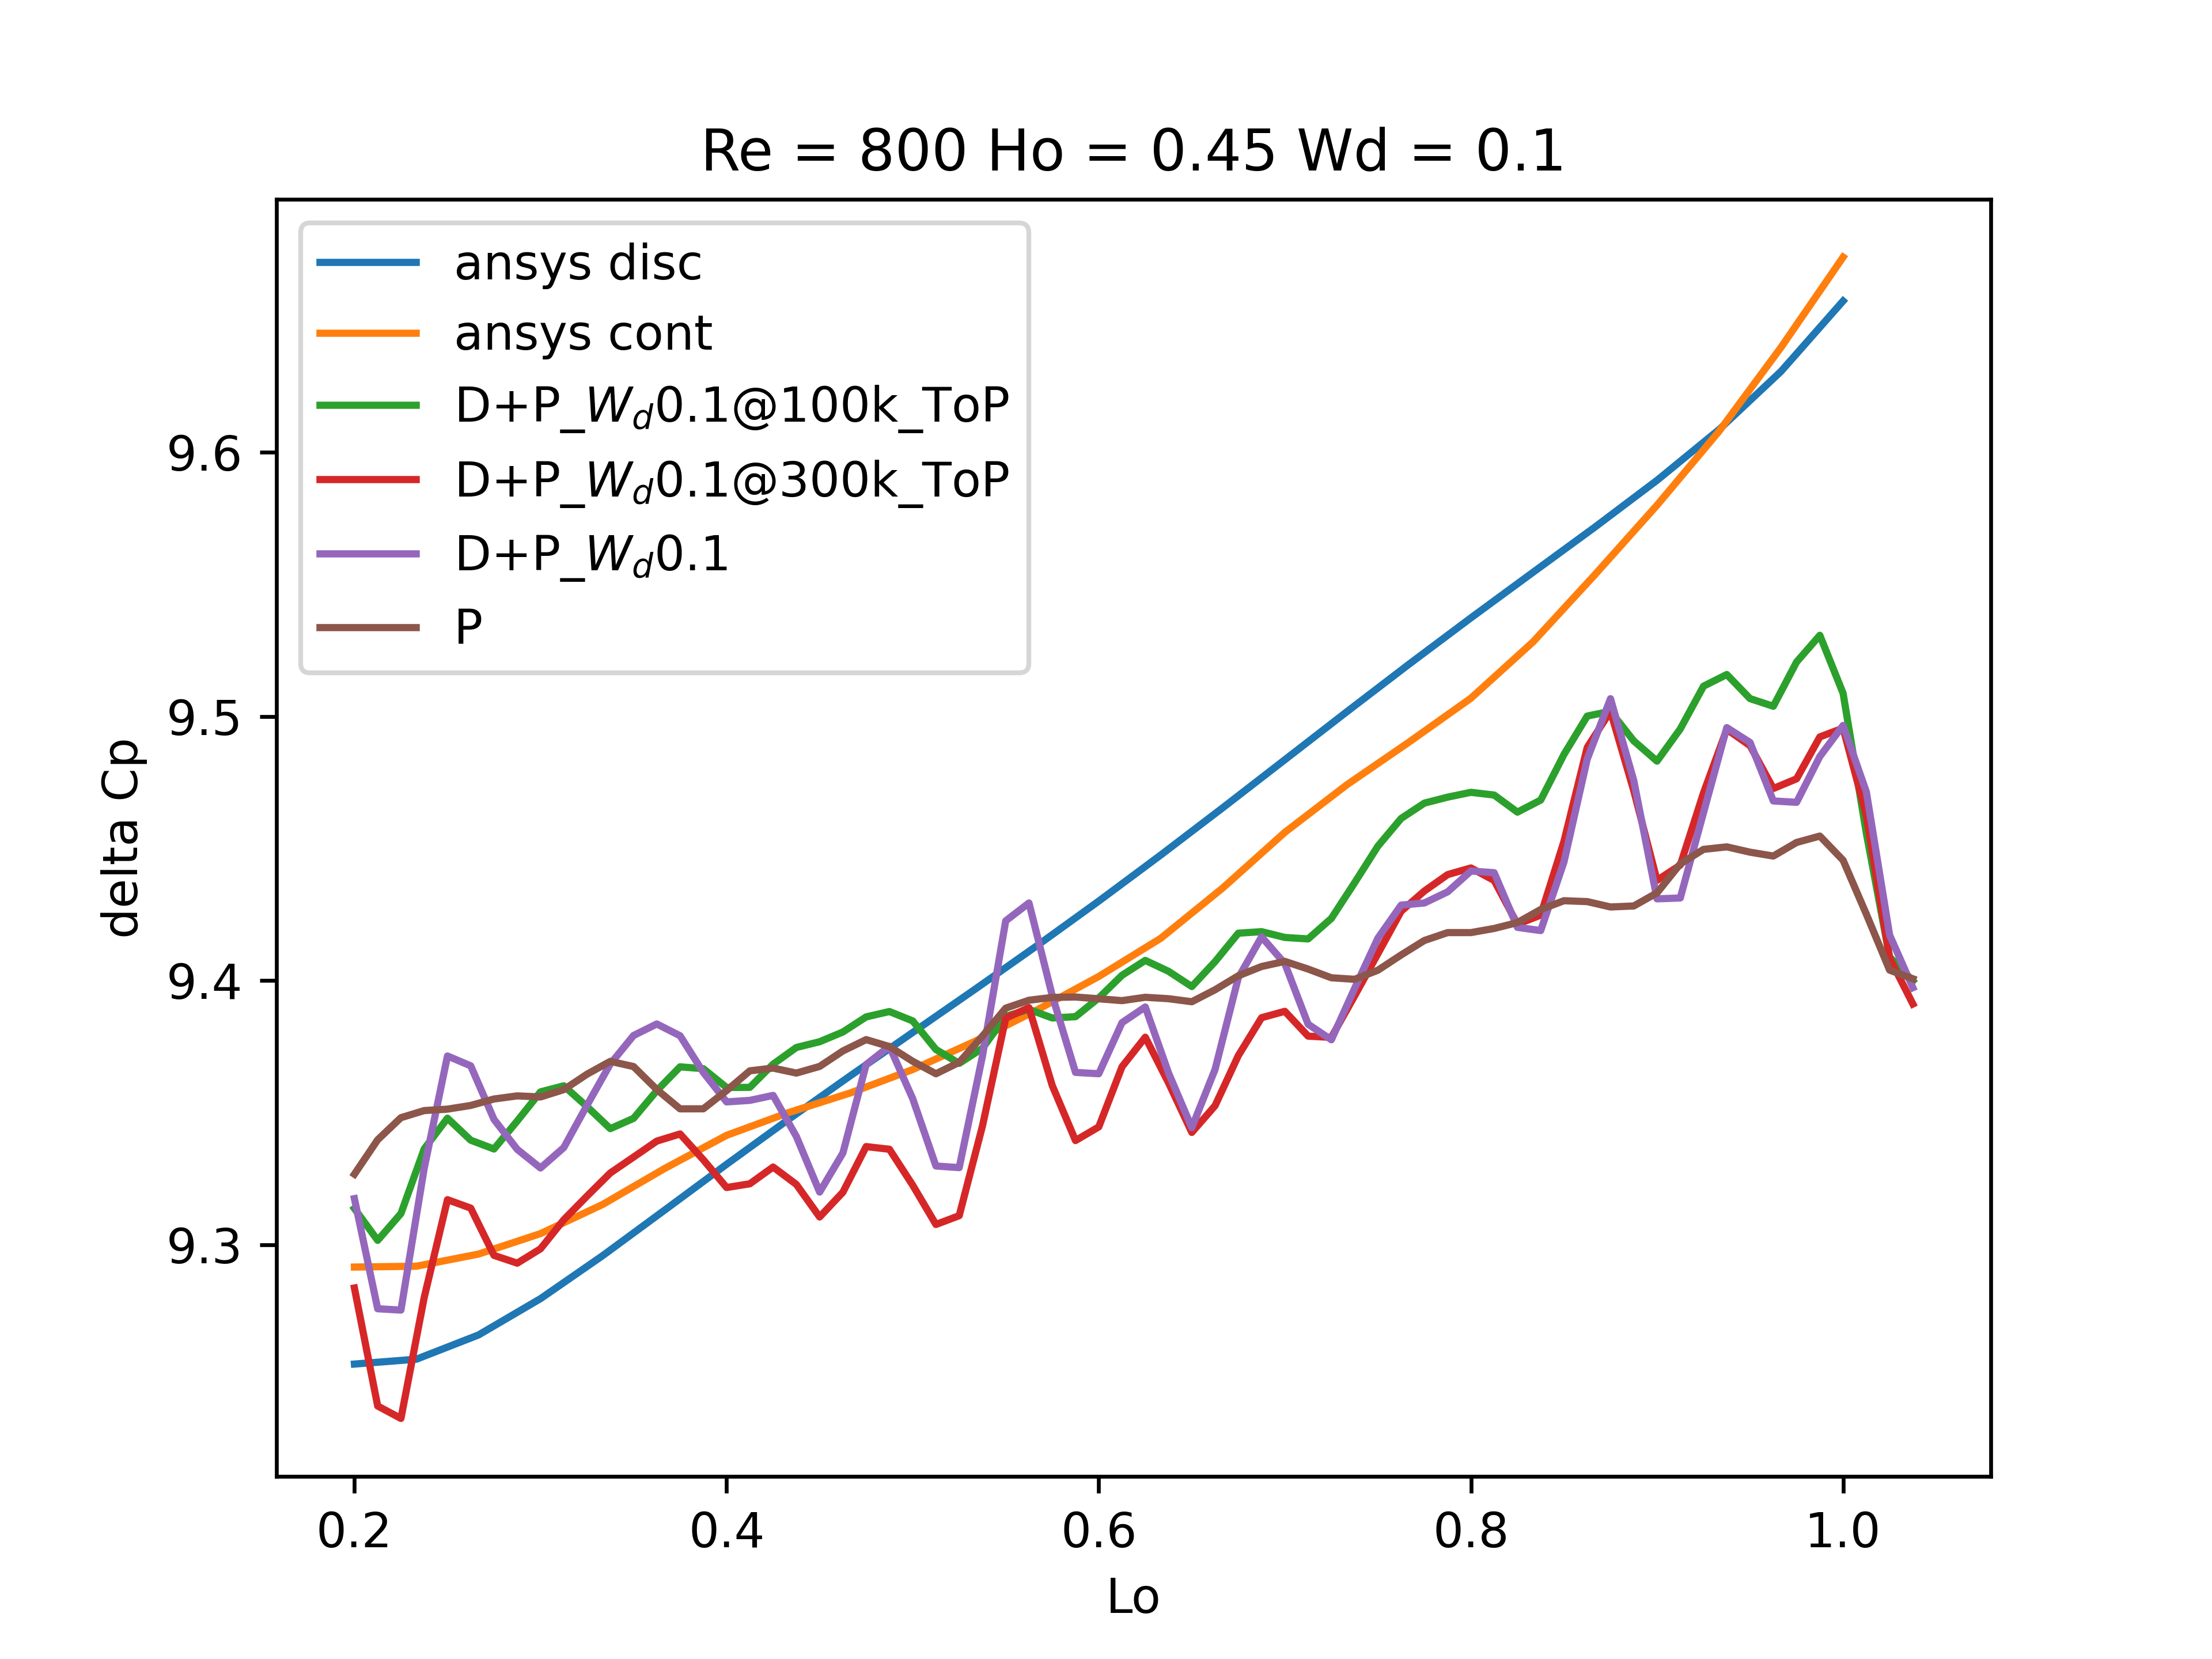 Re = 800 Ho = 0.45 Wd = 0.1
ansys disc
ansys cont
D+P_W_d0.1@100k_ToP
D+P_W_d0.1@300k_ToP
D+P_W_d0.1
P
9.6
9.5
9.4
9.3
delta Cp
0.2 0.4 0.6 0.8 1.0
Lo